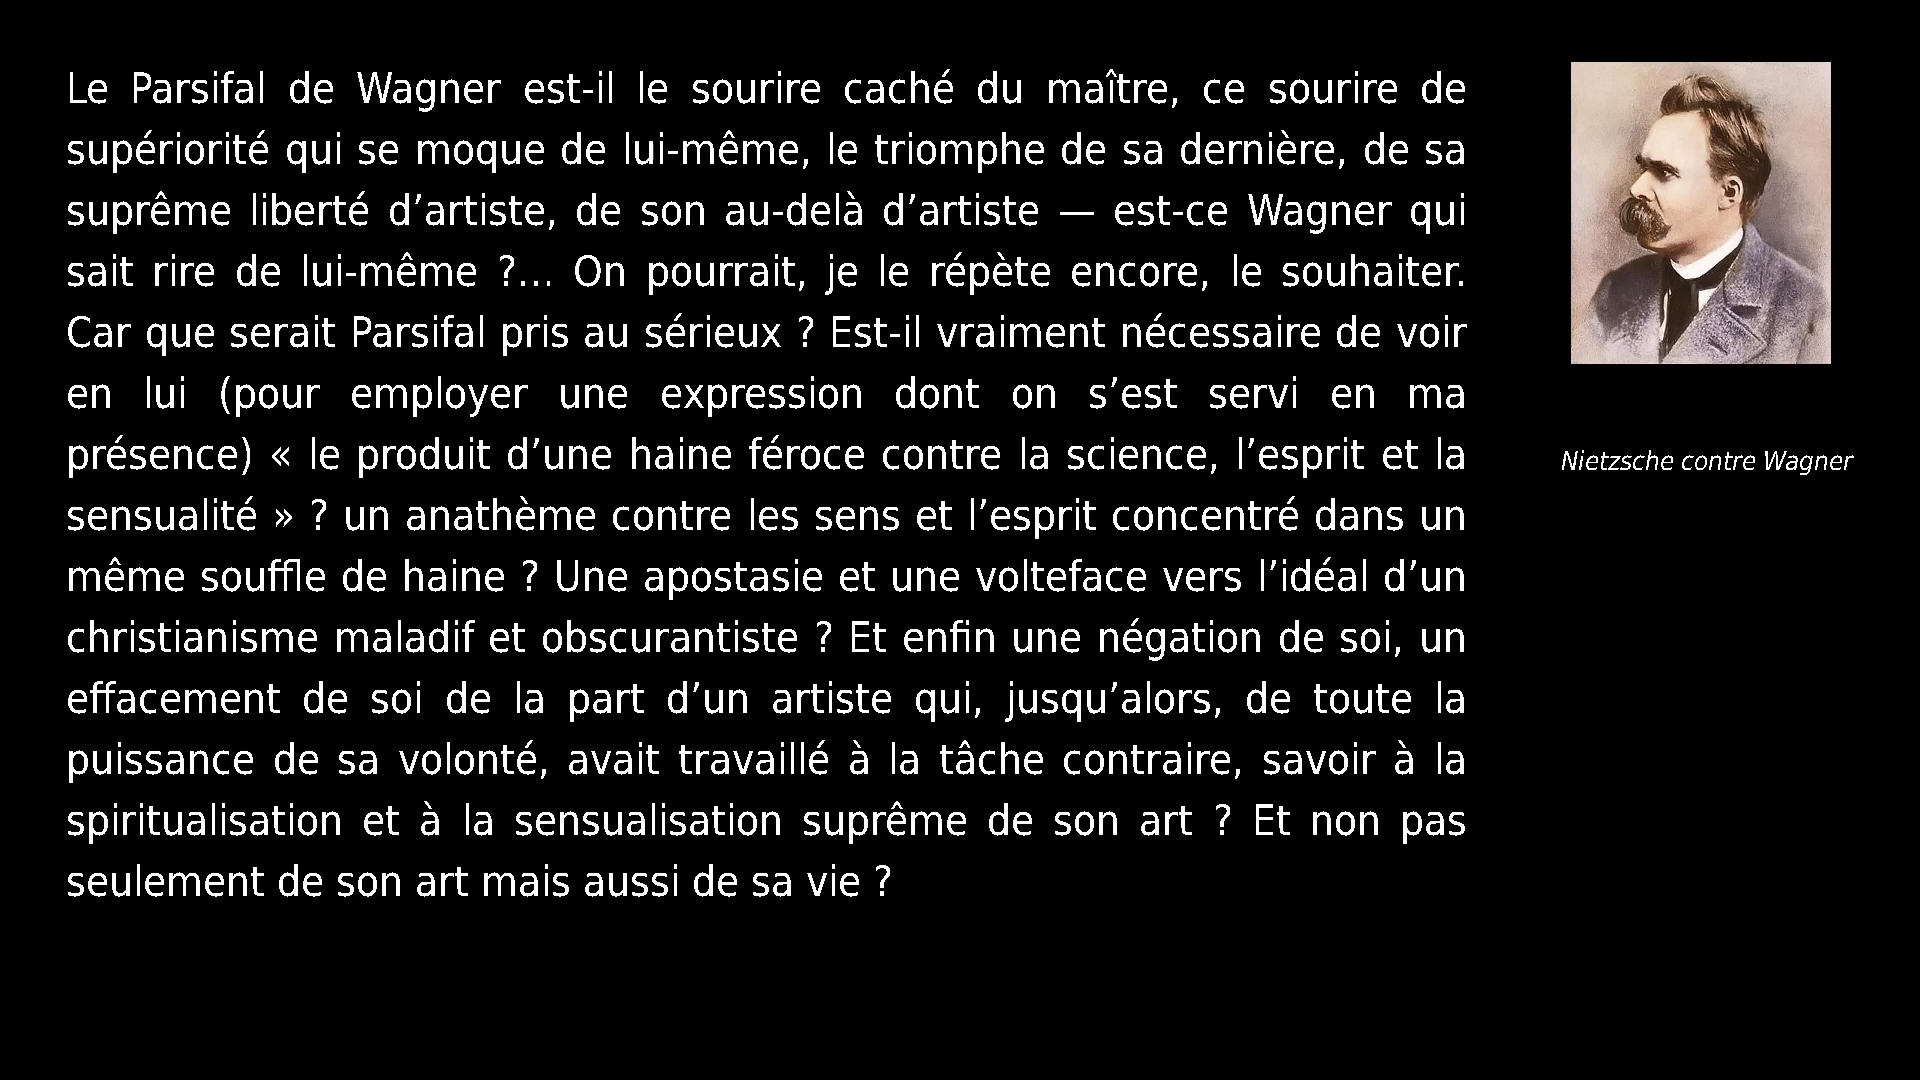 Le Parsifal de Wagner est-il le sourire caché du maître, ce sourire de
supériorité qui se moque de lui-même, le triomphe de sa dernière, de sa
suprême liberté d’artiste, de son au-delà d’artiste — est-ce Wagner qui
sait rire de lui-même ?… On pourrait, je le répète encore, le souhaiter.
Car que serait Parsifal pris au sérieux ? Est-il vraiment nécessaire de voir
en lui (pour employer une expression dont on s’est servi en ma
présence) « le produit d’une haine féroce contre la science, l’esprit et la
sensualité » ? un anathème contre les sens et l’esprit concentré dans un
même souffle de haine ? Une apostasie et une volteface vers l’idéal d’un
christianisme maladif et obscurantiste ? Et enfin une négation de soi, un
effacement de soi de la part d’un artiste qui, jusqu’alors, de toute la
puissance de sa volonté, avait travaillé à la tâche contraire, savoir à la
spiritualisation et à la sensualisation suprême de son art ? Et non pas
seulement de son art mais aussi de sa vie ?
Nietzsche contre Wagner